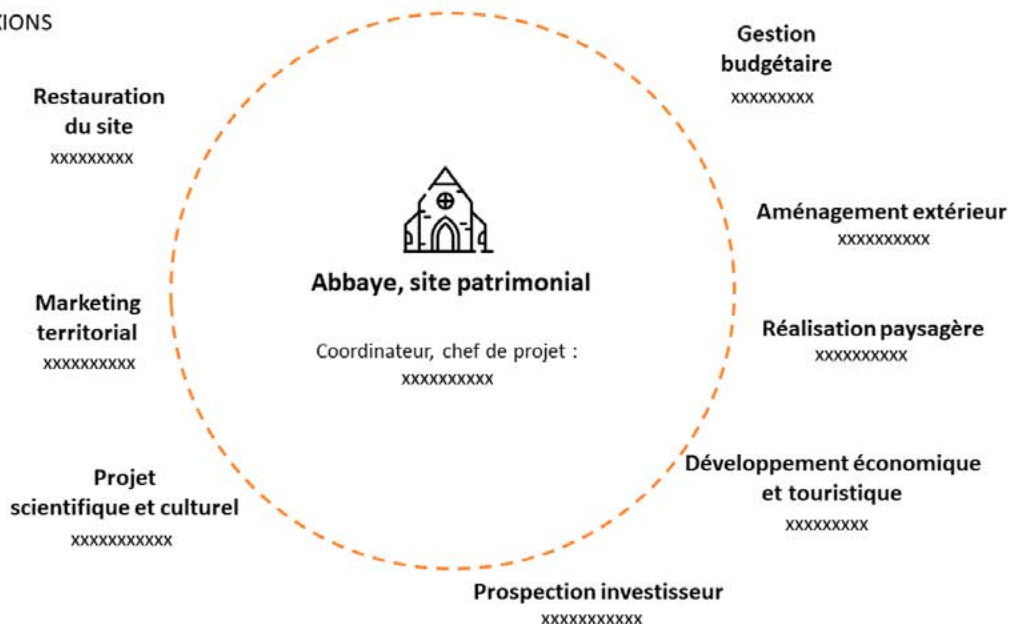 XIONS
Restauration
du site
xxxxxxxxx
Marketing
territorial
xxxxxxxxxx
Projet
scientifique et culturel
xxxxxxxxxxx
Abbaye, site patrimonial
Coordinateur, chef de projet :
xxxxxxxxxx
Gestion
budgétaire
xxxxxxxxx
Aménagement extérieur
xxxxxxxxxx
Réalisation paysagère
xxxxxxxxxx
Développement économique
et touristique
xxxxxxxxx
Prospection investisseur
xxxxxxxxxxx